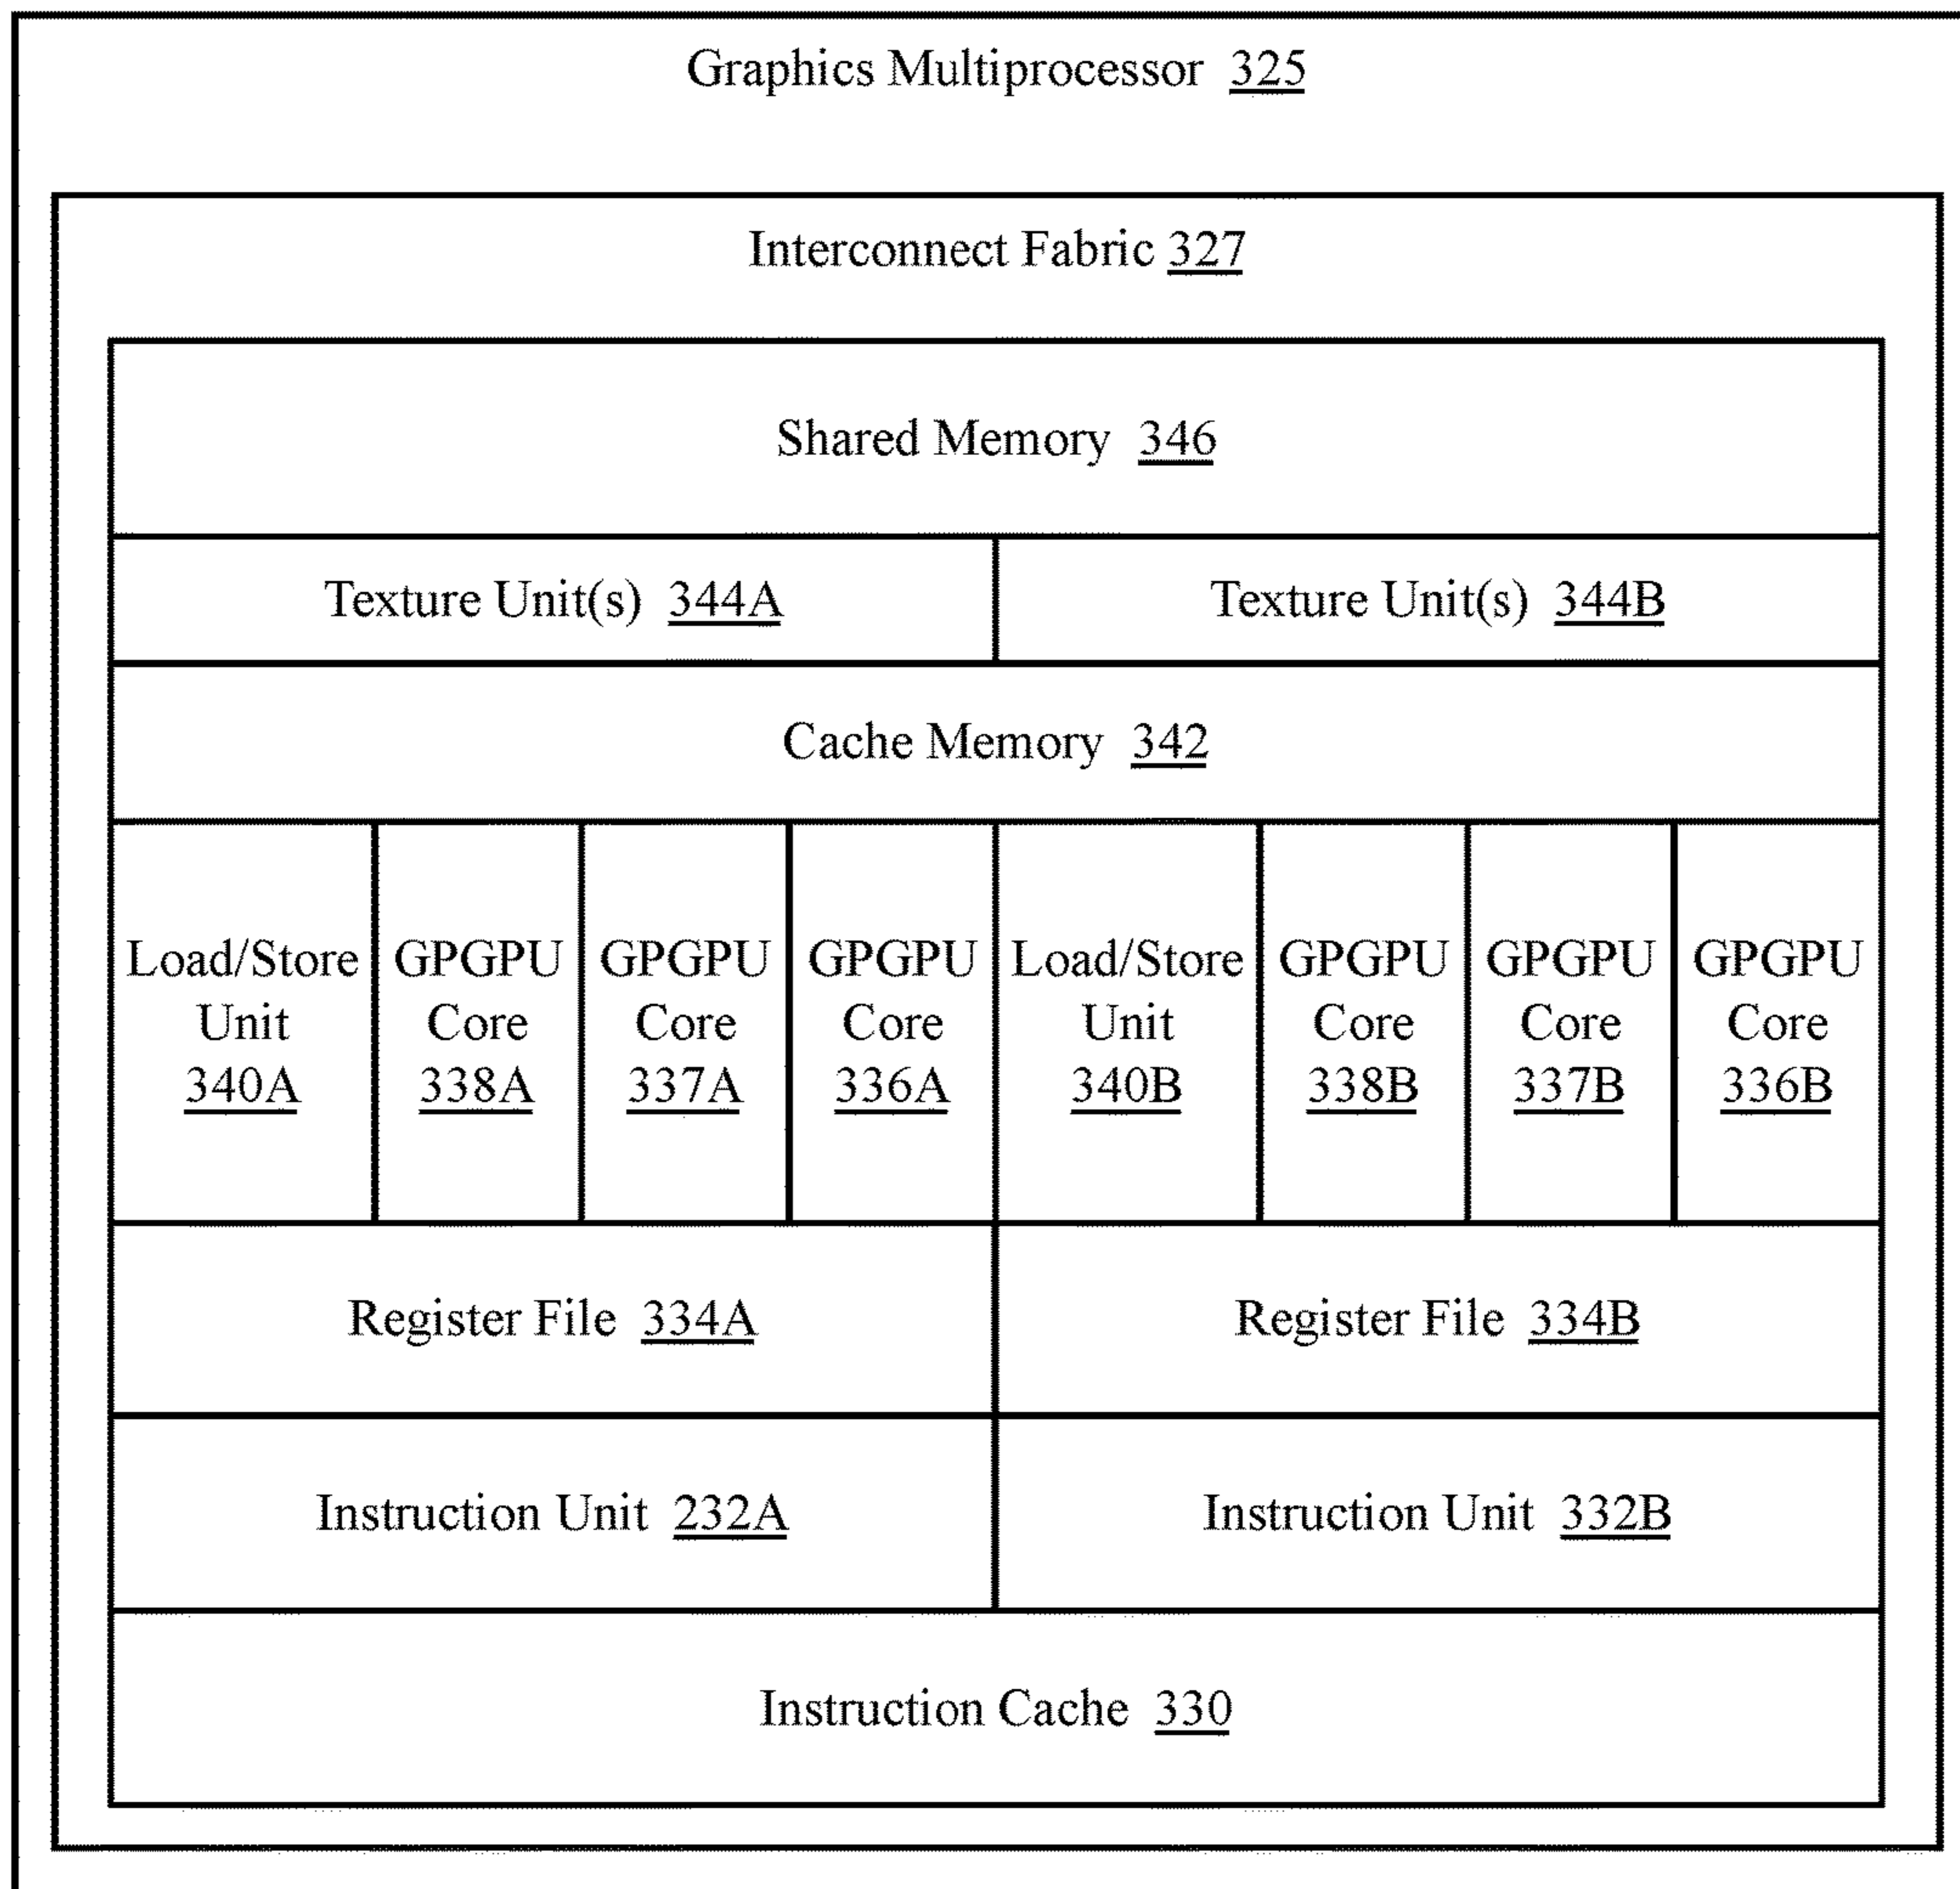 Graphics Multiprocessor 325
Interconnect Fabric 327
Shared Memory 346
Texture Unit(s) 344A
Texture Unit(s) 344B
Cache Memory 342
Load/Store
Unit
340A
GPGPU
Core
338A
GPGPU
Core
337A
GPGPU
Core
336A
Load/Store
Unit
340B
GPGPU
Core
338B
GPGPU
Core
337B
GPGPU
Core
336B
Register File 334A
Register File 334B
Instruction Unit 232A
Instruction Unit 332B
Instruction Cache 330